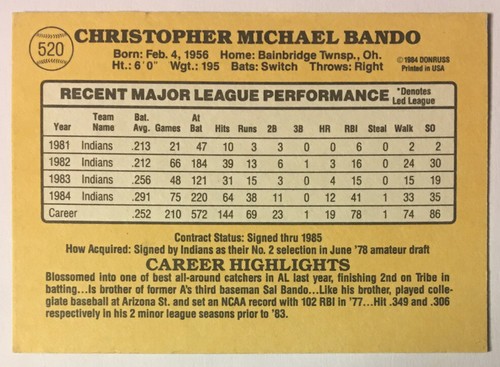 520
CHRISTOPHER MICHAEL BANDO
Born: Feb. 4, 1956 Home: Bainbridge Twnsp., Oh.
Ht.: 6'0" Wgt.: 195 Bats: Switch Throws: Right
©1984 DONRUSS
Printed in USA
RECENT MAJOR LEAGUE PERFORMANCE *Denotes Led League
Year Team Name Bat. Avg. Games At Bat Hits Runs 2B 3B HR RBI Steal Walk SO
1981 Indians .213 21 47 10 3 3 0 0 6 0 2 2
1982 Indians .212 66 184 39 13 6 1 3 16 0 24 30
1983 Indians .256 48 121 31 15 3 0 4 15 0 15 19
1984 Indians .291 75 220 64 38 11 0 12 41 1 33 35
Career .252 210 572 144 69 23 1 19 78 1 74 86
Contract Status: Signed thru 1985
How Acquired: Signed by Indians as their No. 2 selection in June '78 amateur draft
CAREER HIGHLIGHTS
Blossomed into one of best all-around catchers in AL last year, finishing 2nd on Tribe in
batting...Is brother of former A's third baseman Sal Bando...Like his brother, played colle-
giate baseball at Arizona St. and set an NCAA record with 102 RBI in '77...Hit .349 and .306
respectively in his 2 minor league seasons prior to '83.